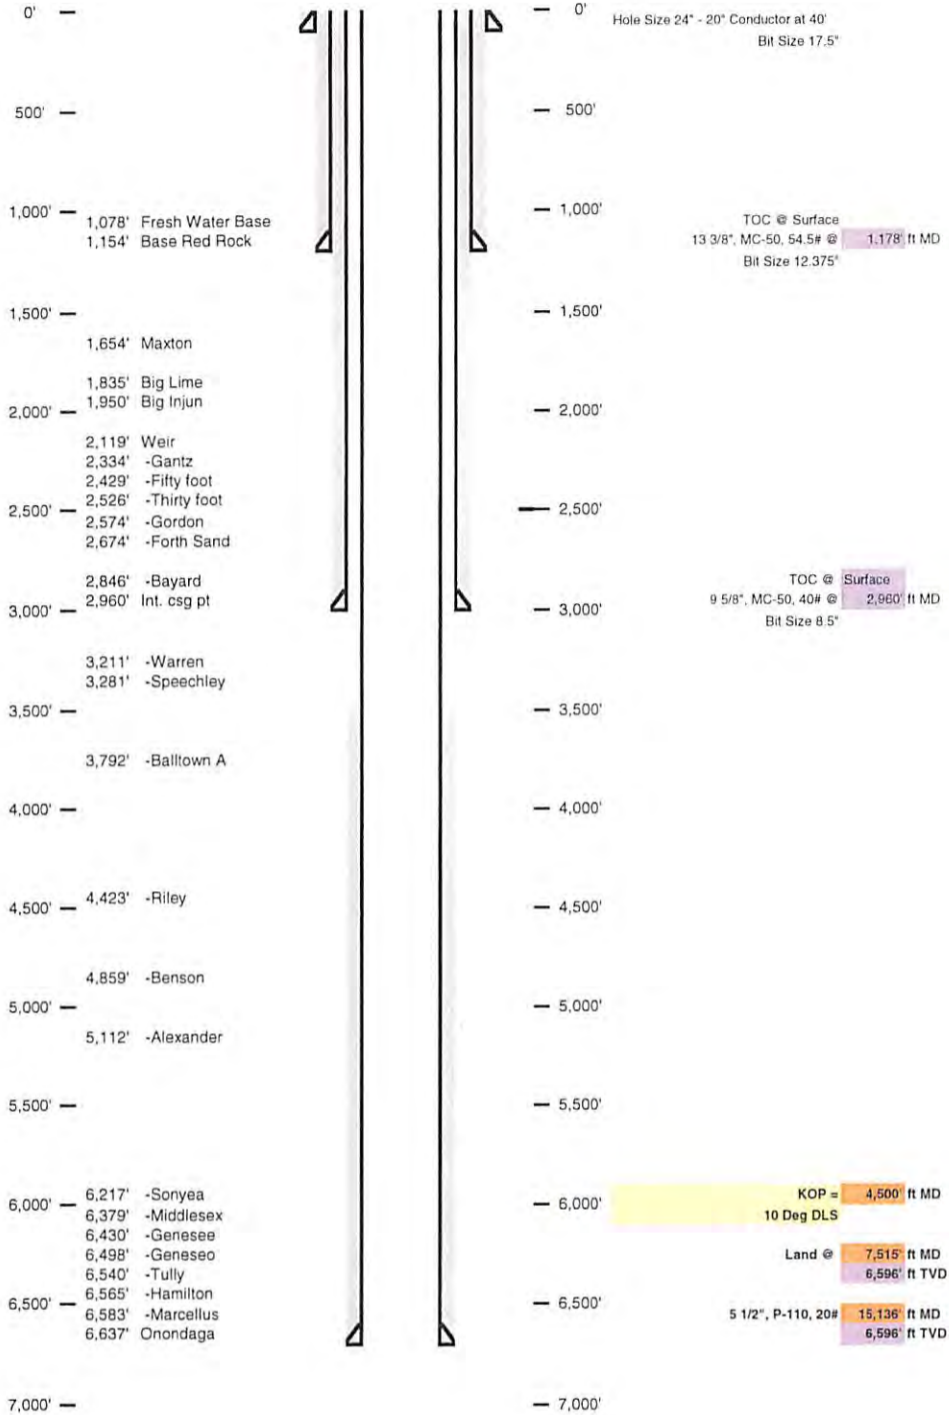 0'
0'
Hole Size 24" - 20" Conductor at 40'
Bit Size 17.5"
500'
500'
1,000'
1,000'
1,078' Fresh Water Base
TOC @ Surface
1,154' Base Red Rock
13 3/8", MC-50, 54.5# @ 1,178' ft MD
Bit Size 12.375"
1,500'
1,500'
1,654' Maxton
1,835' Big Lime
1,950' Big Injun
2,000'
2,000'
2,119' Weir
2,334' -Gantz
2,429' -Fifty foot
2,526' -Thirty foot
2,500'
2,500'
2,574' -Gordon
2,674' -Forth Sand
2,846' -Bayard
TOC @ Surface
2,960' Int. csg pt
9 5/8", MC-50, 40# @ 2,960' ft MD
3,000'
3,000'
Bit Size 8.5"
3,211' -Warren
3,281' -Speechley
3,500'
3,500'
3,792' -Balltown A
4,000'
4,000'
4,423' -Riley
4,500'
4,500'
4,859' -Benson
5,000'
5,000'
5,112' -Alexander
5,500'
5,500'
6,217' -Sonyea
KOP = 4,500' ft MD
6,000'
6,000'
6,379' -Middlesex
10 Deg DLS
6,430' -Genesee
6,498' -Geneseo
Land @ 7,515' ft MD
6,540' -Tully
6,596' ft TVD
6,565' -Hamilton
6,500'
6,500'
6,583' -Marcellus
5 1/2", P-110, 20# 15,136' ft MD
6,637' Onondaga
6,596' ft TVD
7,000'
7,000'